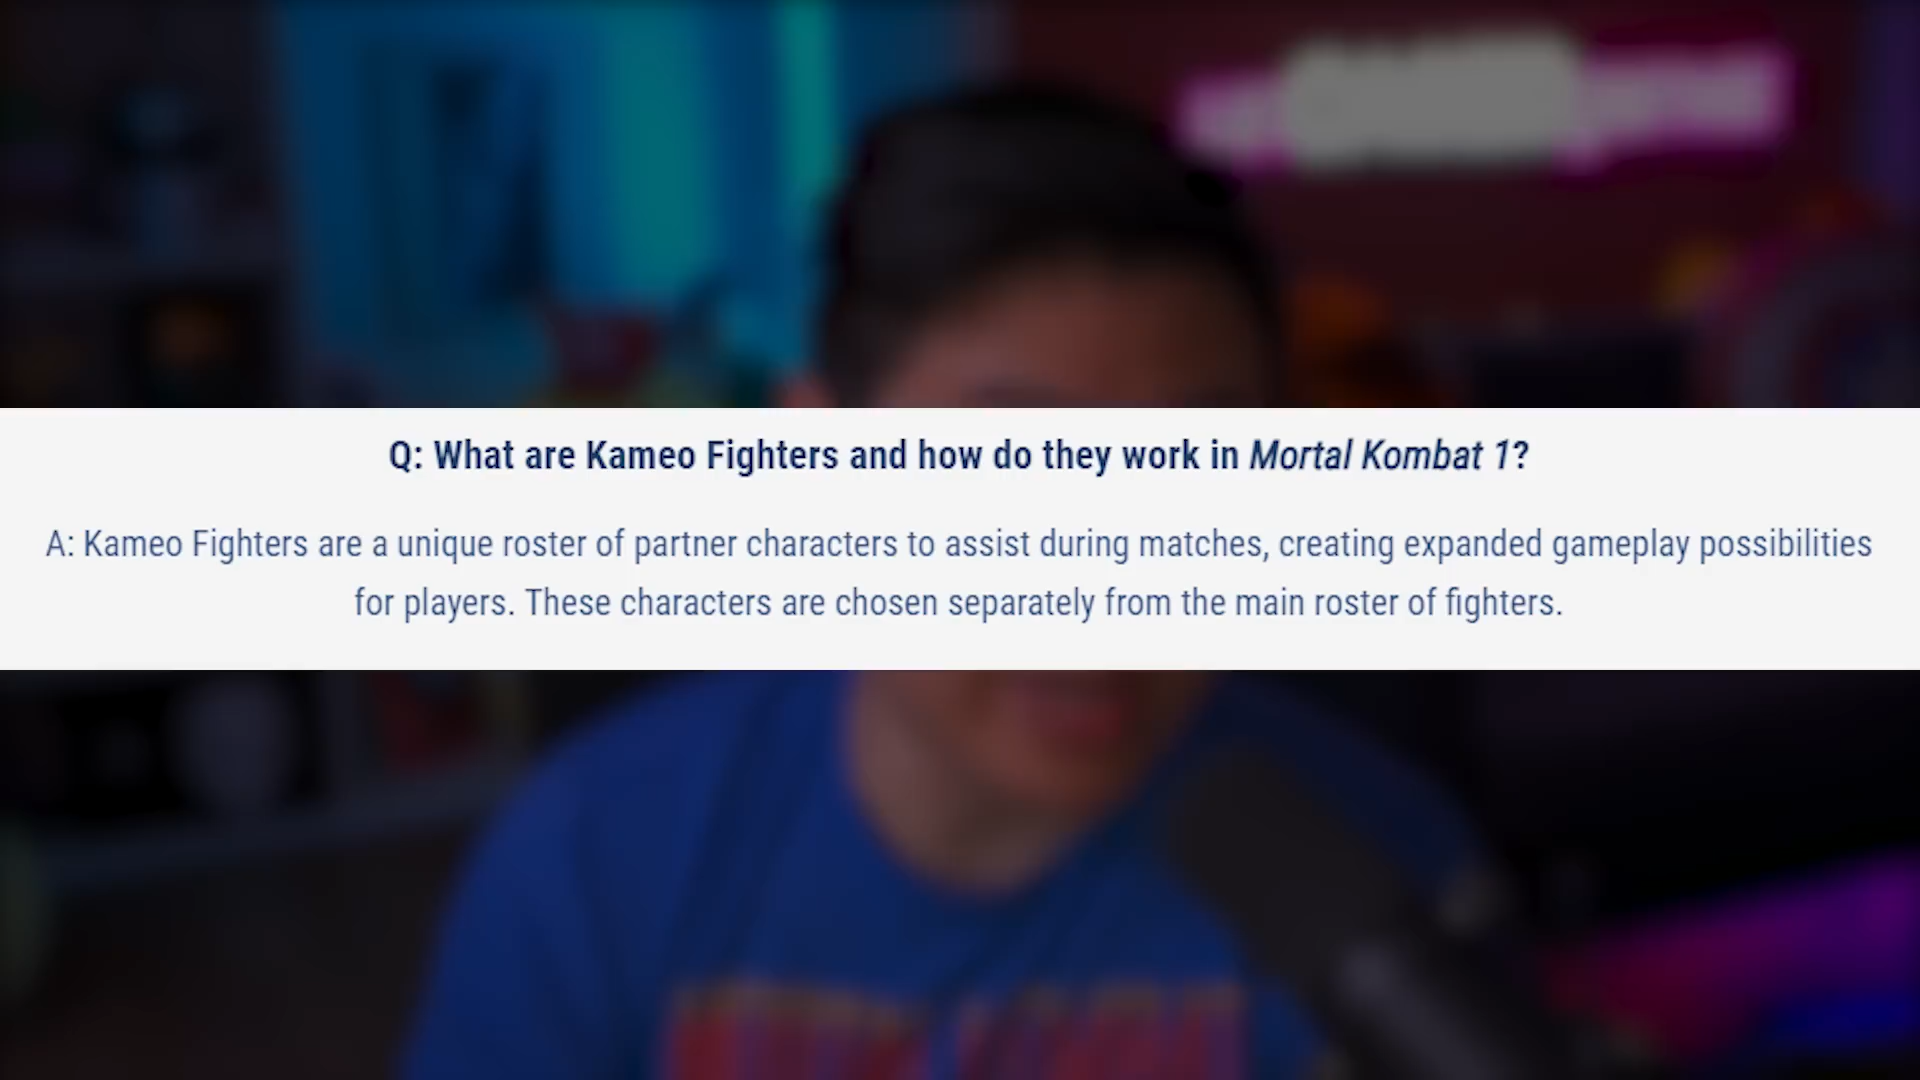 Q: What are Kameo Fighters and how do they work in Mortal Kombat 1?
A: Kameo Fighters are a unique roster of partner characters to assist during matches, creating expanded gameplay possibilities
for players. These characters are chosen separately from the main roster of fighters.